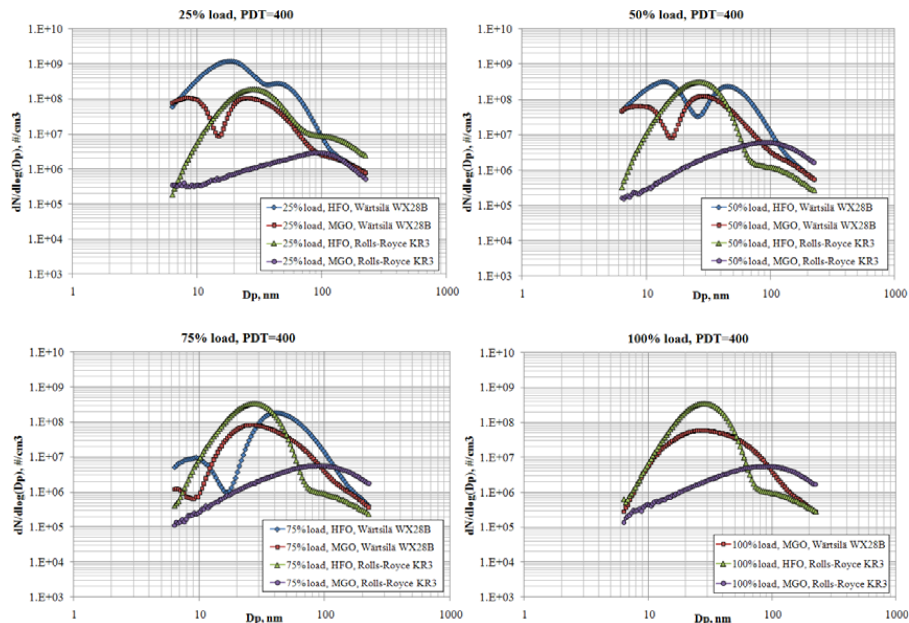 25% load, PDT=400
1.E+10
1.E+09
1.E+08
1.E+07
1.E+06
1.E+05
1.E+04
1.E+03
dN/dlog(Dp), #/cm3
25%load, HFO, Wärtsilä WX28B
25%load, MGO, Wärtsilä WX28B
25%load, HFO, Rolls-Royce KR3
25%load, MGO, Rolls-Royce KR3
1 10 100 1000
Dp, nm
50% load, PDT=400
1.E+10
1.E+09
1.E+08
1.E+07
1.E+06
1.E+05
1.E+04
1.E+03
dN/dlog(Dp), #/cm3
50%load, HFO, Wärtsilä WX28B
50%load, MGO, Wärtsilä WX28B
50%load, HFO, Rolls-Royce KR3
50%load, MGO, Rolls-Royce KR3
1 10 100 1000
Dp, nm
75% load, PDT=400
1.E+10
1.E+09
1.E+08
1.E+07
1.E+06
1.E+05
1.E+04
1.E+03
dN/dlog(Dp), #/cm3
75%load, HFO, Wärtsilä WX28B
75%load, MGO, Wärtsilä WX28B
75%load, HFO, Rolls-Royce KR3
75%load, MGO, Rolls-Royce KR3
1 10 100 1000
Dp, nm
100% load, PDT=400
1.E+10
1.E+09
1.E+08
1.E+07
1.E+06
1.E+05
1.E+04
1.E+03
dN/dlog(Dp), #/cm3
100%load, MGO, Wärtsilä WX28B
100%load, HFO, Rolls-Royce KR3
100%load, MGO, Rolls-Royce KR3
1 10 100 1000
Dp, nm